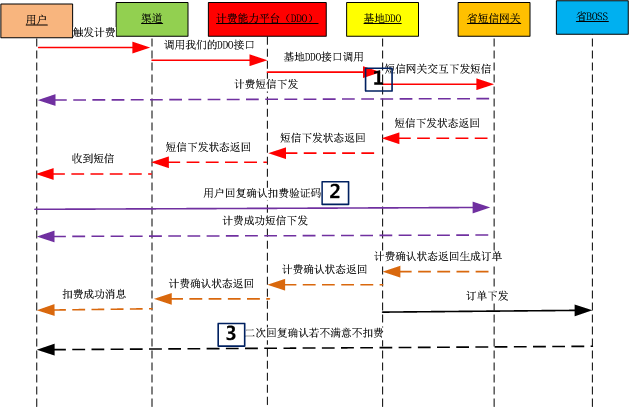 用户
渠道
计费能力平台（DDO）
基地DDO
省短信网关
省BOSS
触发计费
调用我们的DDO接口
基地DDO接口调用
1
短信网关交互下发短信
计费短信下发
短信下发状态返回
短信下发状态返回
短信下发状态返回
收到短信
用户回复确认扣费验证码
2
计费成功短信下发
计费确认状态返回生成订单
计费确认状态返回
计费确认状态返回
扣费成功消息
订单下发
3
二次回复确认若不满意不扣费